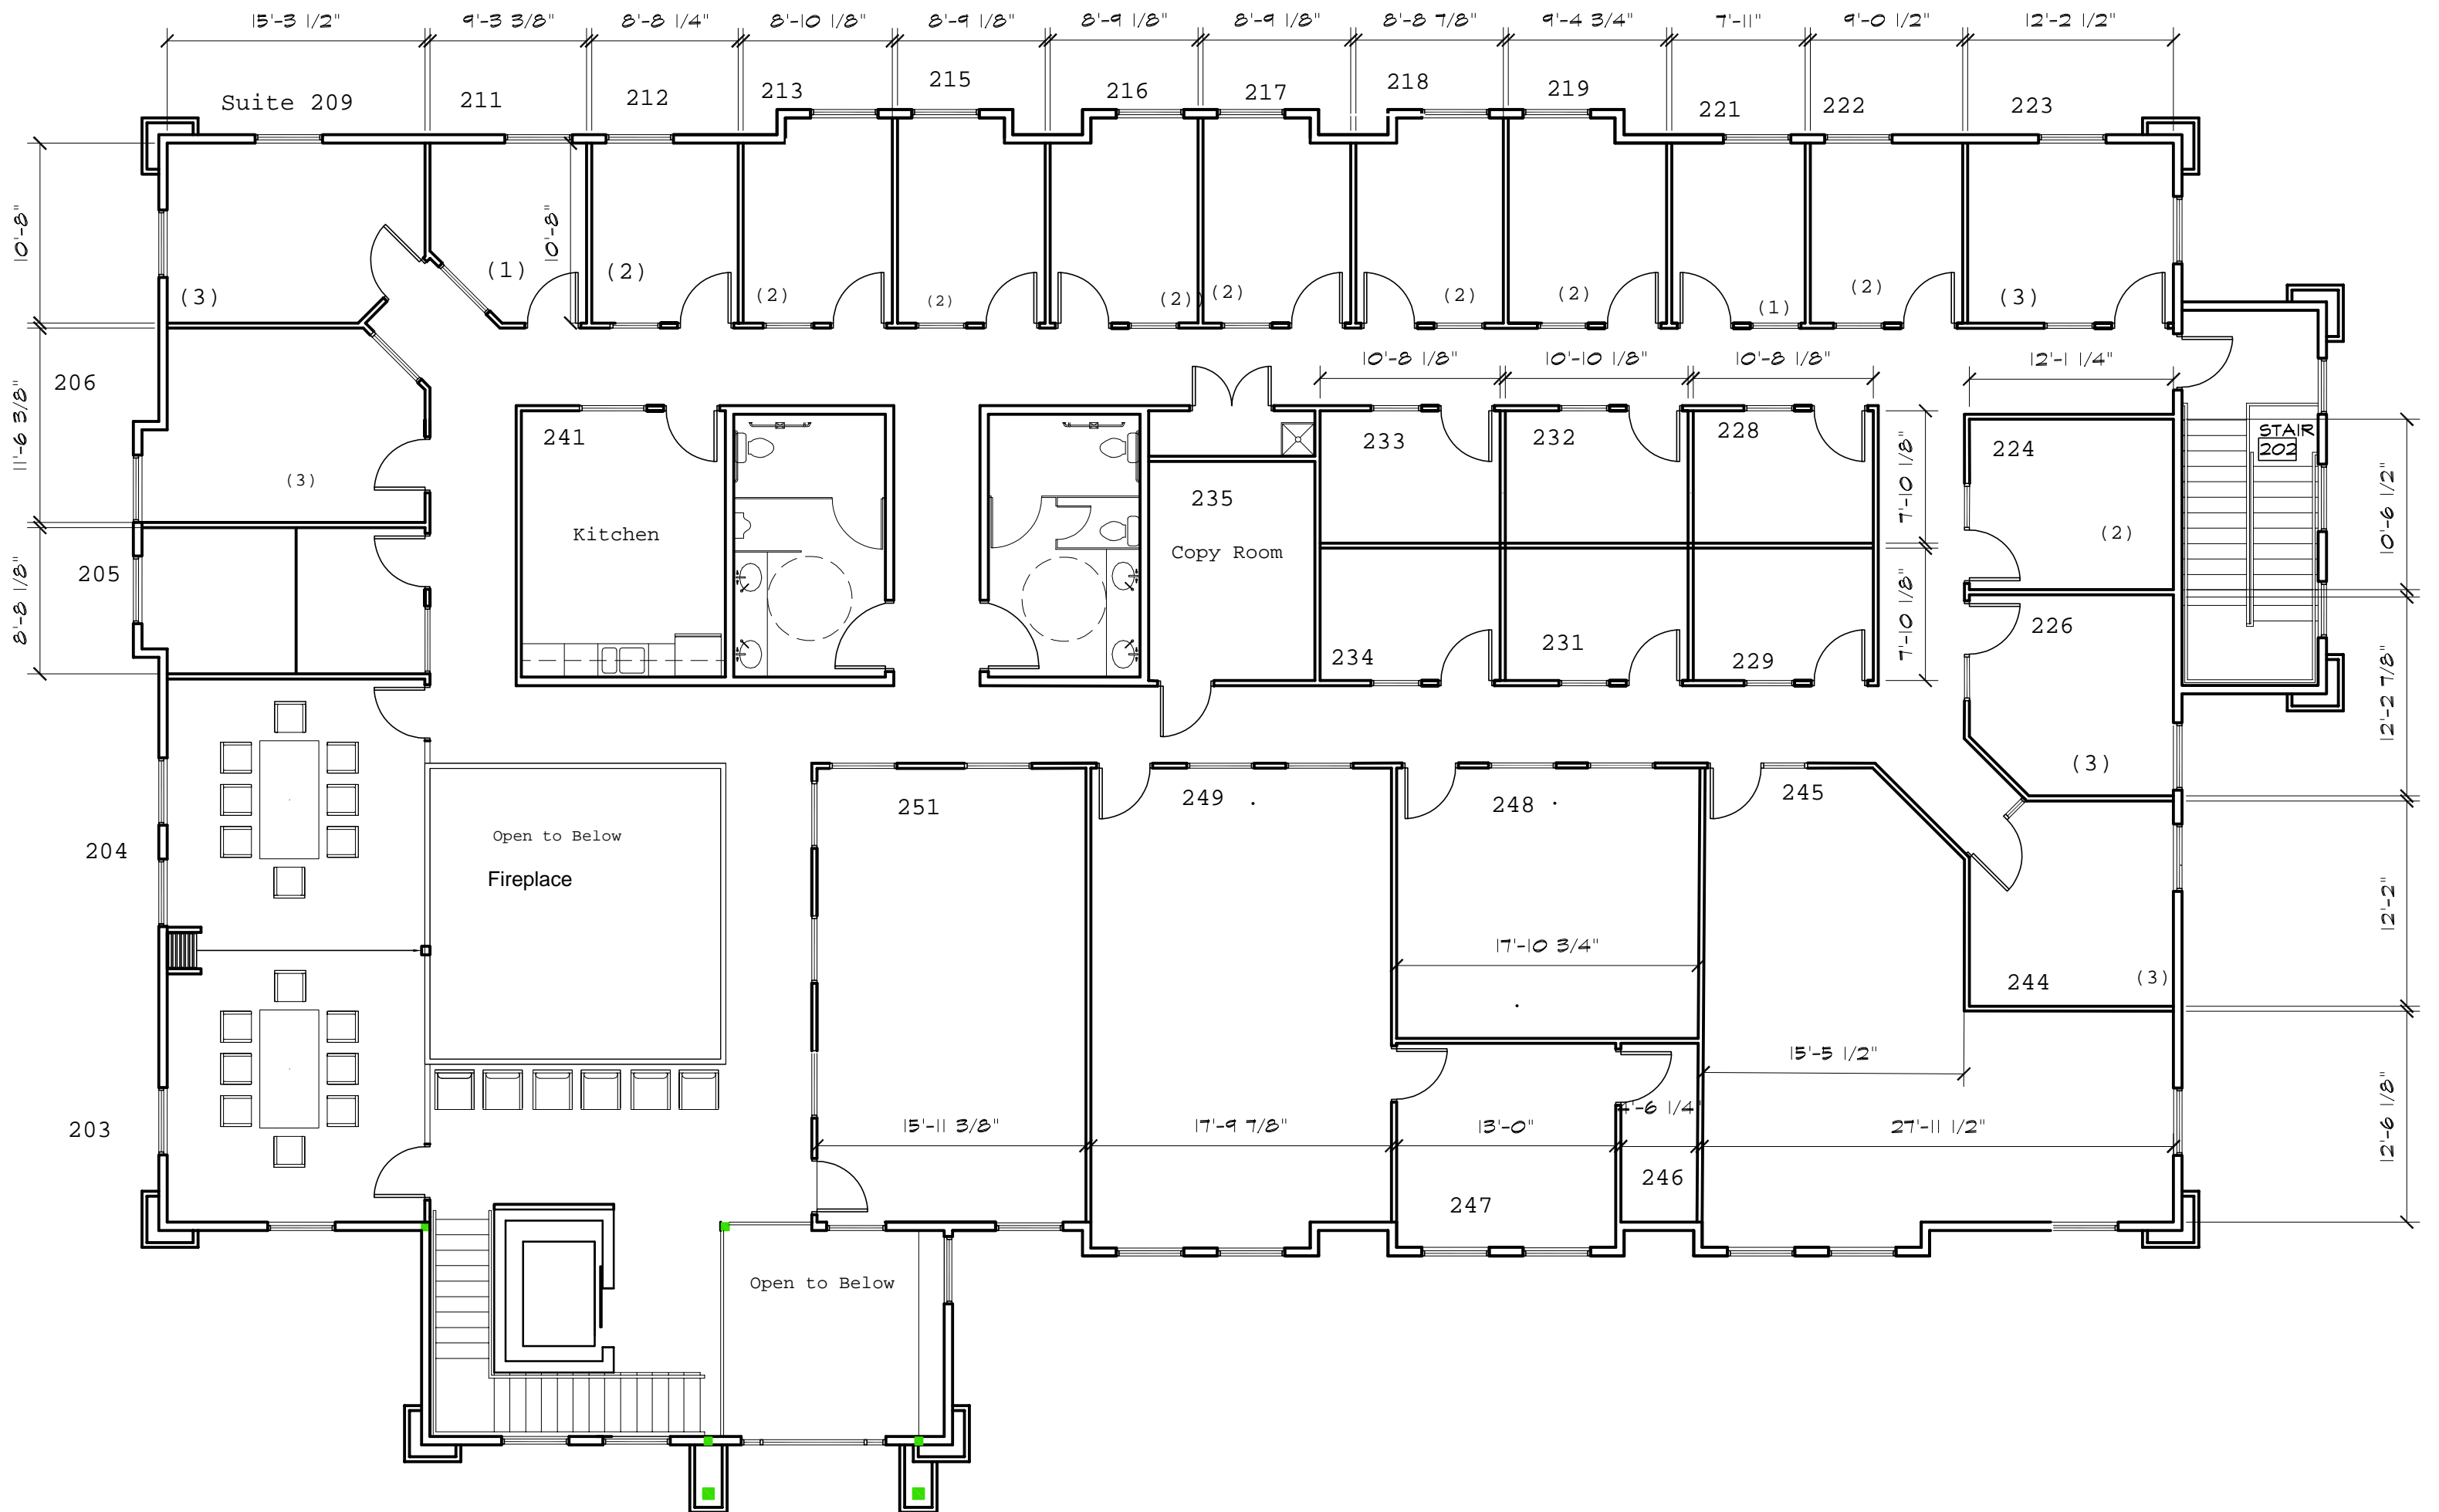 15'-3 1/2" 9'-3 3/8" 8'-8 1/4" 8'-10 1/8" 8'-9 1/8" 8'-9 1/8" 8'-9 1/8" 8'-8 7/8" 9'-4 3/4" 7'-11" 9'-0 1/2" 12'-2 1/2"
Suite 209 211 212 213 215 216 217 218 219 221 222 223
10'-8" 10'-8"
(3) (1) (2) (2) (2) (2) (2) (2) (2) (1) (2) (3)
10'-8 1/8" 10'-10 1/8" 10'-8 1/8" 12'-1 1/4"
206
11'-6 3/8"
(3)
241
Kitchen
235
Copy Room
233 232 228
7'-10 1/8"
224
(2)
STAIR
202
10'-6 1/2"
205
8'-8 1/8"
234 231 229
7'-10 1/8"
226
(3)
12'-2 7/8"
204
Open to Below
Fireplace
251 249 248 245
17'-10 3/4"
244 (3)
12'-2"
203
15'-5 1/2"
15'-11 3/8" 17'-9 7/8" 13'-0" 4'-6 1/4" 27'-11 1/2"
12'-6 1/8"
247 246
Open to Below